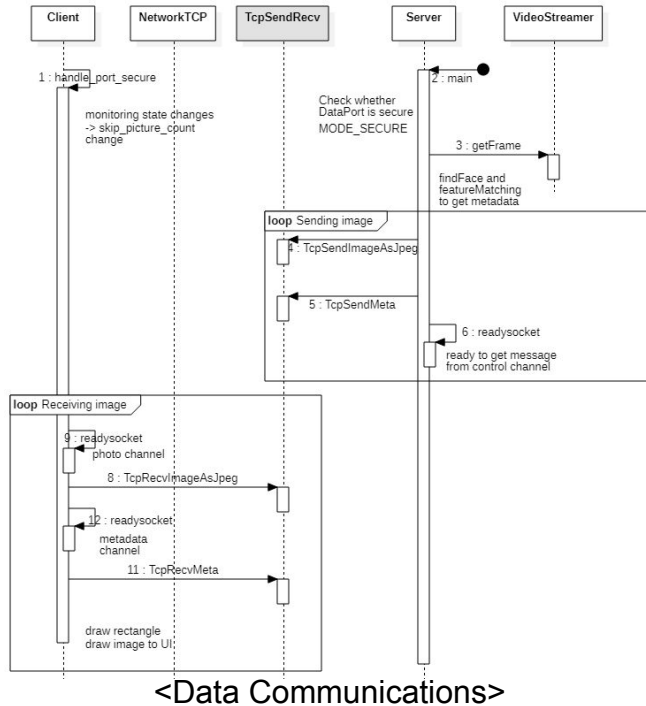 Client
NetworkTCP
TcpSendRecv
Server
VideoStreamer
1 : handle_port_secure
2 : main
monitoring state changes
-> skip_picture_count
change
Check whether
DataPort is secure
MODE_SECURE
3 : getFrame
findFace and
featureMatching
to get metadata
loop Sending image
4 : TcpSendImageAsJpeg
5 : TcpSendMeta
6 : readysocket
ready to get message
from control channel
loop Receiving image
9 : readysocket
photo channel
8 : TcpRecvImageAsJpeg
12 : readysocket
metadata
channel
11 : TcpRecvMeta
draw rectangle
draw image to UI
<Data Communications>